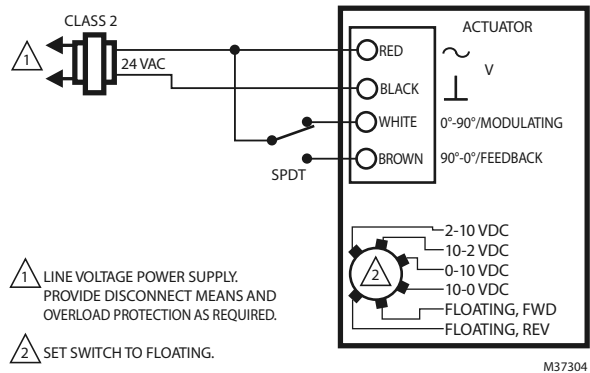 CLASS 2
ACTUATOR
1
24 VAC
RED
V
BLACK
WHITE
0°-90°/MODULATING
BROWN
90°-0°/FEEDBACK
SPDT
2-10 VDC
10-2 VDC
0-10 VDC
10-0 VDC
FLOATING, FWD
FLOATING, REV
2
1 LINE VOLTAGE POWER SUPPLY.
PROVIDE DISCONNECT MEANS AND
OVERLOAD PROTECTION AS REQUIRED.
2 SET SWITCH TO FLOATING.
M37304